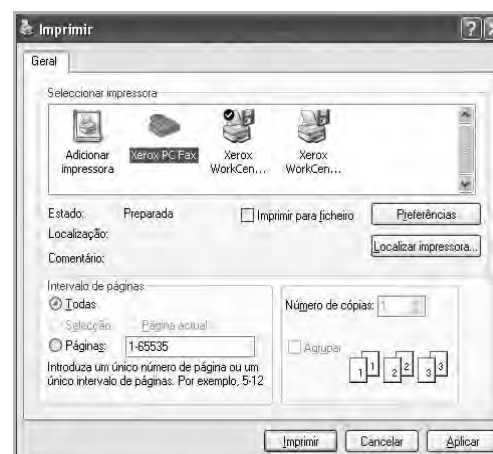 Imprimir
Geral
Seleccionar impressora
Adicionar impressora
Xerox PC Fax
Xerox WorkCen...
Xerox WorkCen...
Estado: Preparada
Imprimir para ficheiro
Preferências
Localização:
Comentário:
Localizar impressora...
Intervalo de páginas
Todas
Selecção
Página actual
Páginas: 1-65535
Introduza um único número de página ou um
único intervalo de páginas. Por exemplo, 5-12
Número de cópias: 1
Agrupar
1 1 2 2 3 3
Imprimir
Cancelar
Aplicar